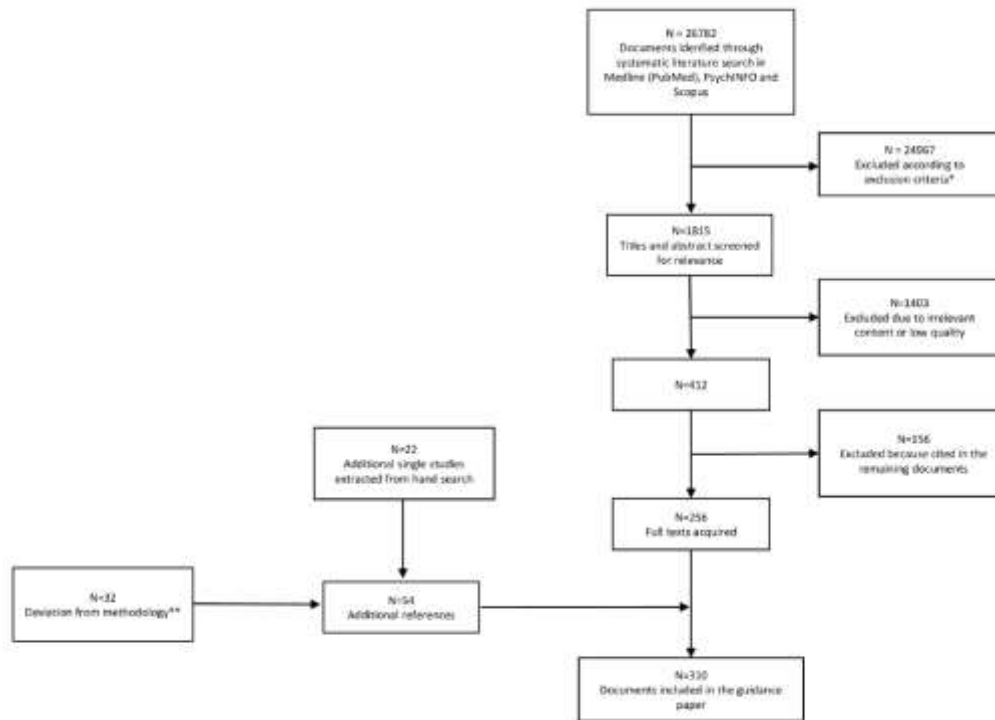 N = 26782
Documents idenfied through
systematic literature search in
Medline (PubMed), PsychINFO and
Scopus
N = 24967
Excluded according to
exclusion criteria*
N=1815
Titles and abstract screened
for relevance
N=1403
Excluded due to irrelevant
content or low quality
N=412
N=156
Excluded because cited in the
remaining documents
N=22
Additional single studies
extracted from hand search
N=256
Full texts acquired
N=32
Deviation from methodology**
N=54
Additional references
N=310
Documents included in the guidance
paper